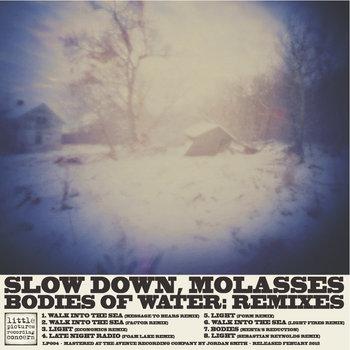 SLOW DOWN, MOLASSES
BODIES OF WATER: REMIXES
1. WALK INTO THE SEA (MESSAGE TO BEARS REMIX)
2. WALK INTO THE SEA (FACTOR REMIX)
3. LIGHT (ECONOMICS REMIX)
4. LATE NIGHT RADIO (FOAM LAKE REMIX)
5. LIGHT (FORM REMIX)
6. WALK INTO THE SEA (LIGHT FIRES REMIX)
7. BODIES (MENTA'S REDUCTION)
8. LIGHT (SEBASTIAN REYNOLDS REMIX)
little
pictures
recording
concern
LP004 - MASTERED AT THE AVENUE RECORDING COMPANY BY JORDAN SMITH - RELEASED FEBUARY 2012